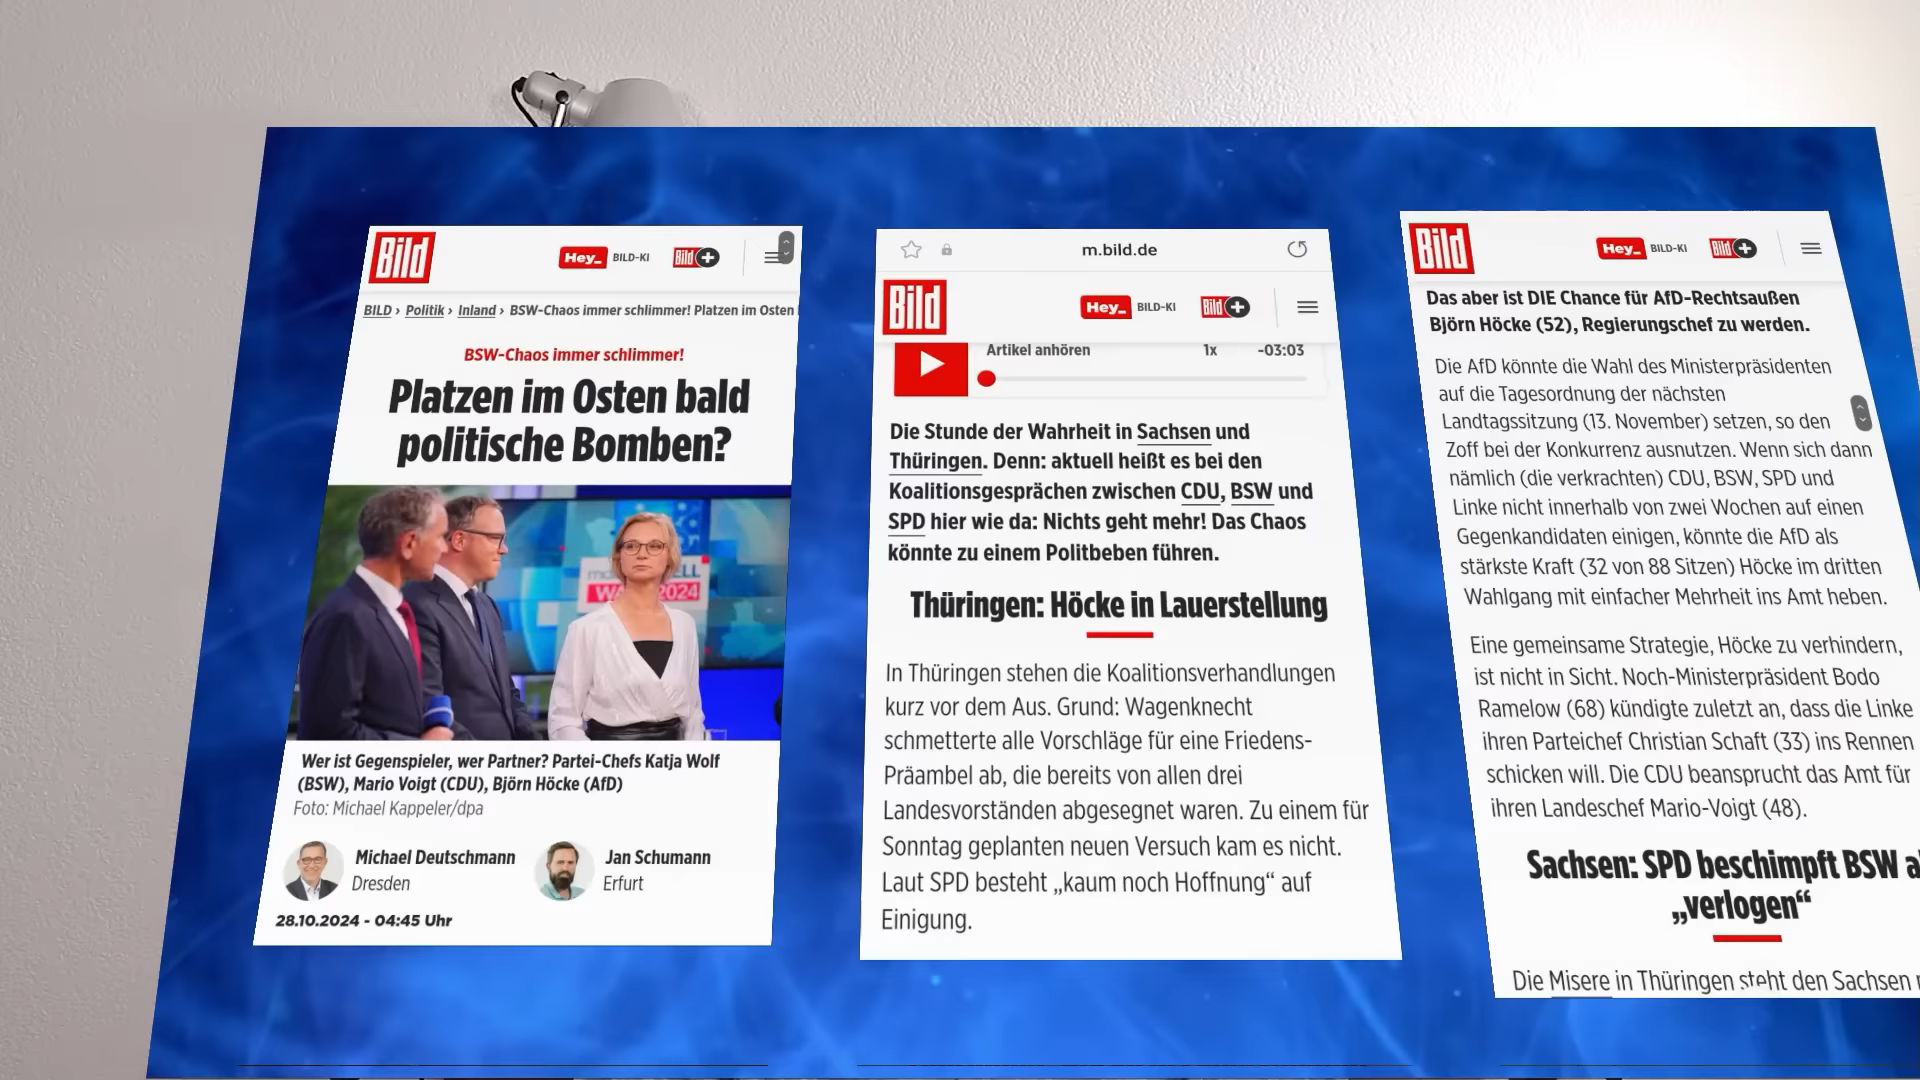 Bild
Hey_ BILD-KI Bild+
BILD › Politik › Inland › BSW-Chaos immer schlimmer! Platzen im Osten
BSW-Chaos immer schlimmer!
Platzen im Osten bald
politische Bomben?
WA 2024
Wer ist Gegenspieler, wer Partner? Partei-Chefs Katja Wolf
(BSW), Mario Voigt (CDU), Björn Höcke (AfD)
Foto: Michael Kappeler/dpa
Michael Deutschmann
Dresden
Jan Schumann
Erfurt
28.10.2024 - 04:45 Uhr
m.bild.de
Bild
Hey_ BILD-KI Bild+
Artikel anhören 1x -03:03
Die Stunde der Wahrheit in Sachsen und
Thüringen. Denn: aktuell heißt es bei den
Koalitionsgesprächen zwischen CDU, BSW und
SPD hier wie da: Nichts geht mehr! Das Chaos
könnte zu einem Politbeben führen.
Thüringen: Höcke in Lauerstellung
In Thüringen stehen die Koalitionsverhandlungen
kurz vor dem Aus. Grund: Wagenknecht
schmetterte alle Vorschläge für eine Friedens-
Präambel ab, die bereits von allen drei
Landesvorständen abgesegnet waren. Zu einem für
Sonntag geplanten neuen Versuch kam es nicht.
Laut SPD besteht „kaum noch Hoffnung“ auf
Einigung.
Bild
Hey_ BILD-KI Bild+
Das aber ist DIE Chance für AfD-Rechtsaußen
Björn Höcke (52), Regierungschef zu werden.
Die AfD könnte die Wahl des Ministerpräsidenten
auf die Tagesordnung der nächsten
Landtagssitzung (13. November) setzen, so den
Zoff bei der Konkurrenz ausnutzen. Wenn sich dann
nämlich (die verkrachten) CDU, BSW, SPD und
Linke nicht innerhalb von zwei Wochen auf einen
Gegenkandidaten einigen, könnte die AfD als
stärkste Kraft (32 von 88 Sitzen) Höcke im dritten
Wahlgang mit einfacher Mehrheit ins Amt heben.
Eine gemeinsame Strategie, Höcke zu verhindern,
ist nicht in Sicht. Noch-Ministerpräsident Bodo
Ramelow (68) kündigte zuletzt an, dass die Linke
ihren Parteichef Christian Schaft (33) ins Rennen
schicken will. Die CDU beansprucht das Amt für
ihren Landeschef Mario-Voigt (48).
Sachsen: SPD beschimpft BSW
„verlogen“
Die Misere in Thüringen steht den Sachsen